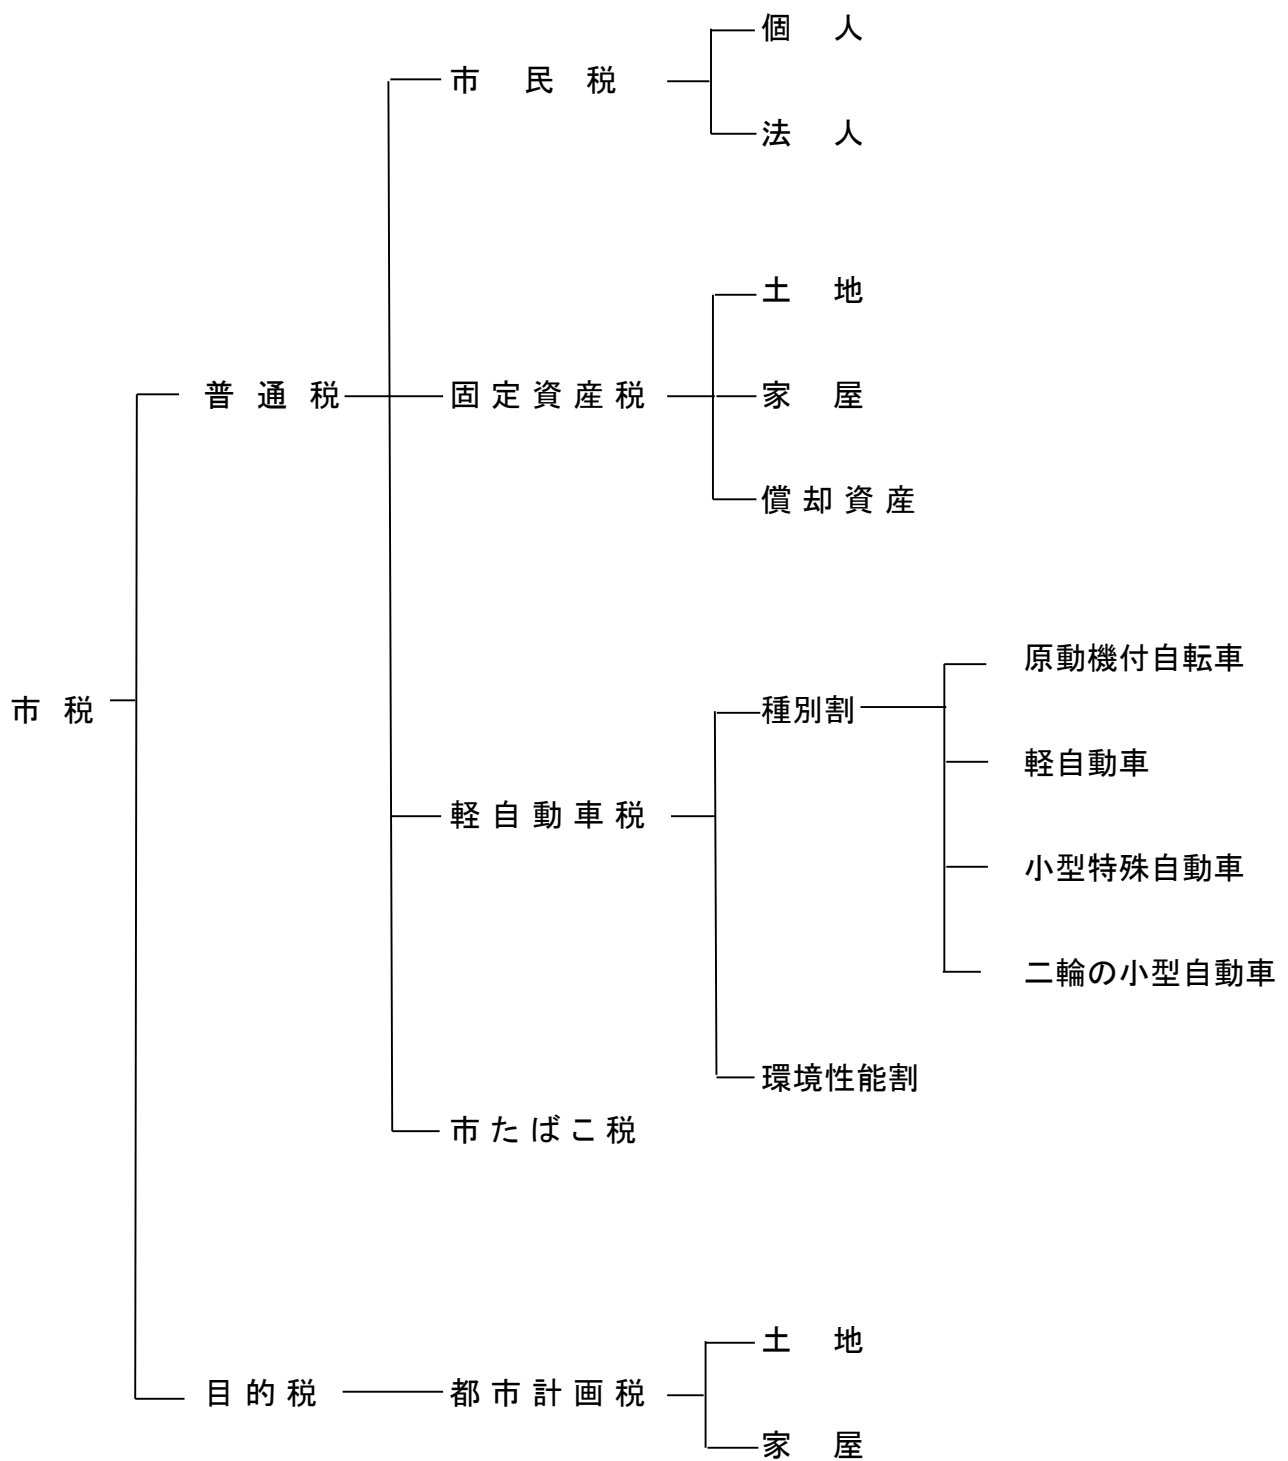 個 人
市 民 税
法 人
土 地
普 通 税
固 定 資 産 税
家 屋
償 却 資 産
原動機付自転車
市 税
種別割
軽自動車
軽 自 動 車 税
小型特殊自動車
二輪の小型自動車
環境性能割
市 た ば こ 税
土 地
目 的 税
都 市 計 画 税
家 屋